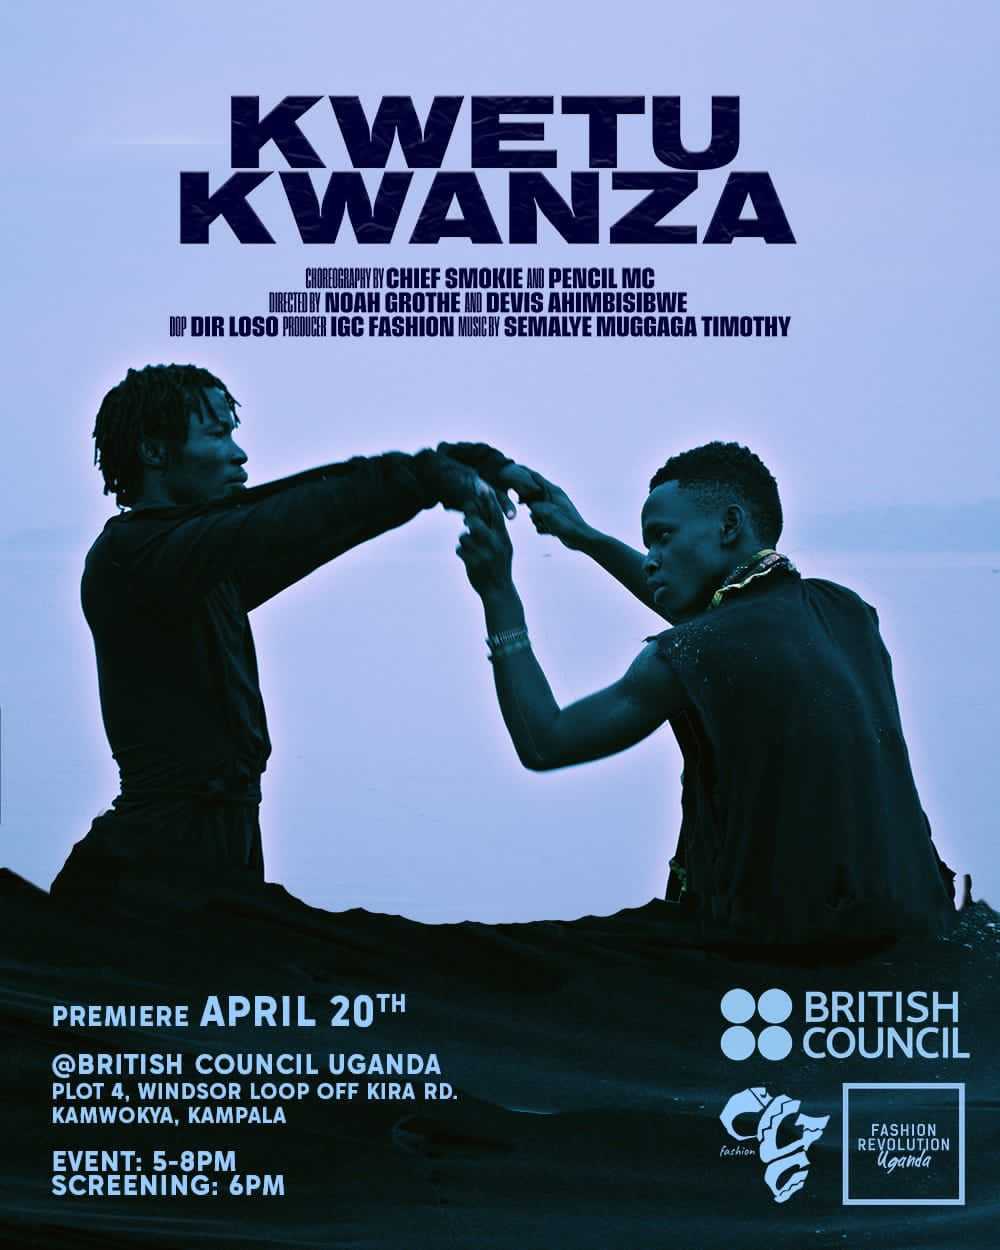 KWETU
KWANZA
CHOREOGRAPHY BY CHIEF SMOKIE AND PENCIL MC
DIRECTED BY NOAH GROTHE AND DEVIS AHIMBISIBWE
DOP DIR LOSO PRODUCER IGC FASHION MUSIC BY SEMALYE MUGGAGA TIMOTHY
PREMIERE APRIL 20TH
@BRITISH COUNCIL UGANDA
PLOT 4, WINDSOR LOOP OFF KIRA RD.
KAMWOKYA, KAMPALA
EVENT: 5-8PM
SCREENING: 6PM
BRITISH
COUNCIL
IGC
fashion
FASHION
REVOLUTION
Uganda